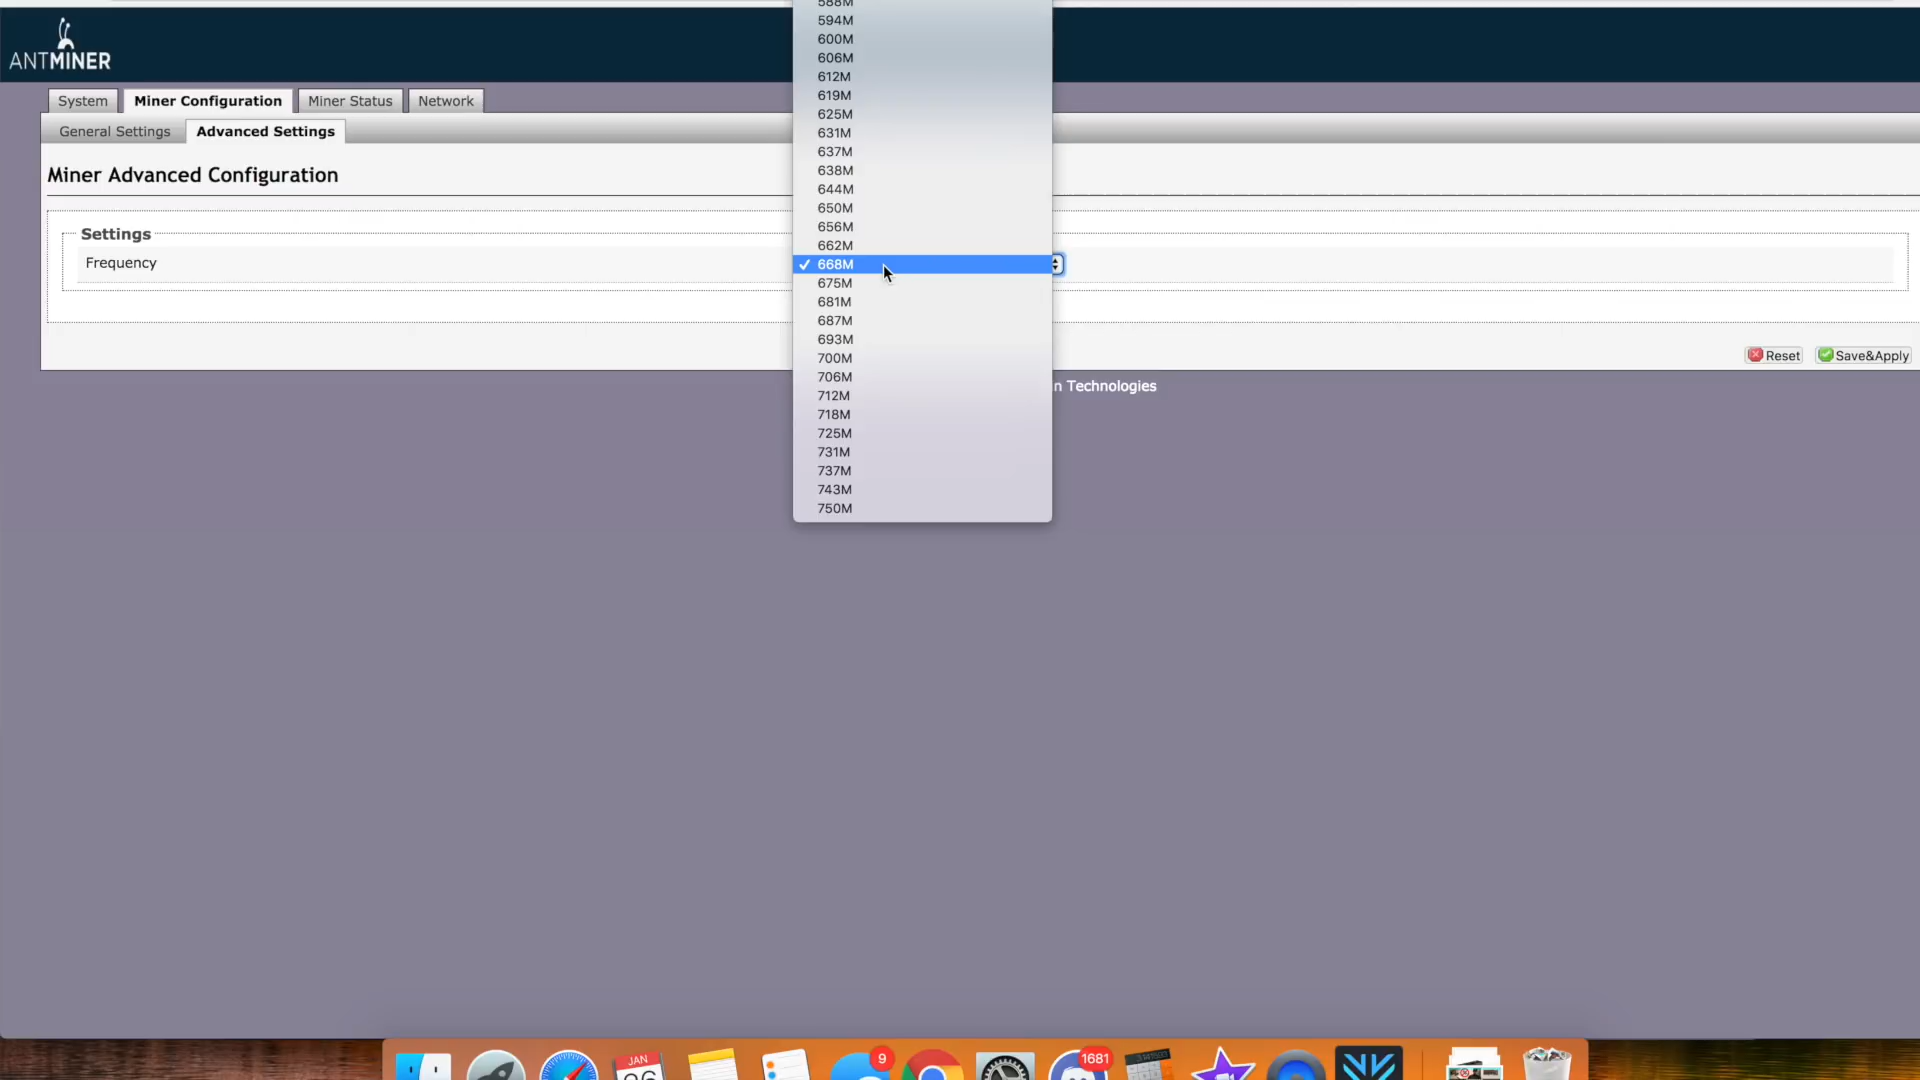 588M
594M
600M
606M
612M
619M
625M
631M
637M
638M
644M
650M
656M
662M
✓ 668M
675M
681M
687M
693M
700M
706M
712M
718M
725M
731M
737M
743M
750M
ANTMINER
System
Miner Configuration
Miner Status
Network
General Settings
Advanced Settings
Miner Advanced Configuration
Settings
Frequency
Reset
Save&Apply
n Technologies
JAN
9
1681